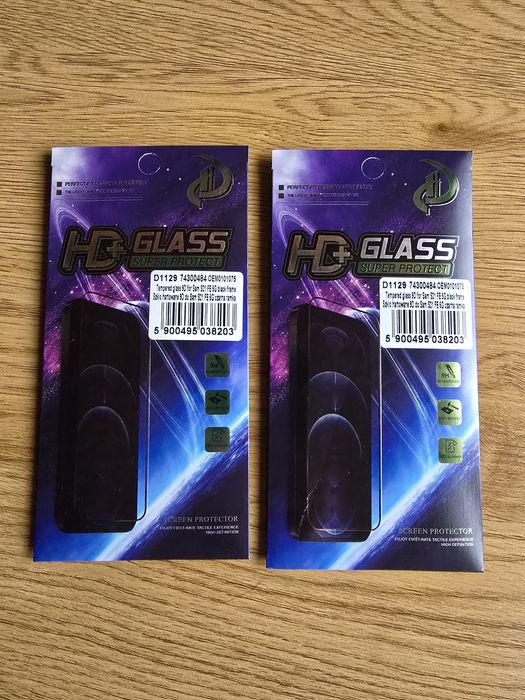 PERFECT-FIT DESIGN
HD+ GLASS
SUPER PROTECT
D1129 74300484 OEM0101075
Tempered glass 9D for Sam S21 FE 5G black frame
Szkło hartowane 9D do Sam S21 FE 5G czarna ramka
5 900495 038203
9H
SCREEN PROTECTOR
ENJOY FIRST-RATE TACTILE EXPERIENCE
HIGH DEFINITION
PERFECT-FIT DESIGN
HD+ GLASS
SUPER PROTECT
D1129 74300484 OEM0101075
Tempered glass 9D for Sam S21 FE 5G black frame
Szkło hartowane 9D do Sam S21 FE 5G czarna ramka
5 900495 038203
9H
SCREEN PROTECTOR
ENJOY FIRST-RATE TACTILE EXPERIENCE
HIGH DEFINITION